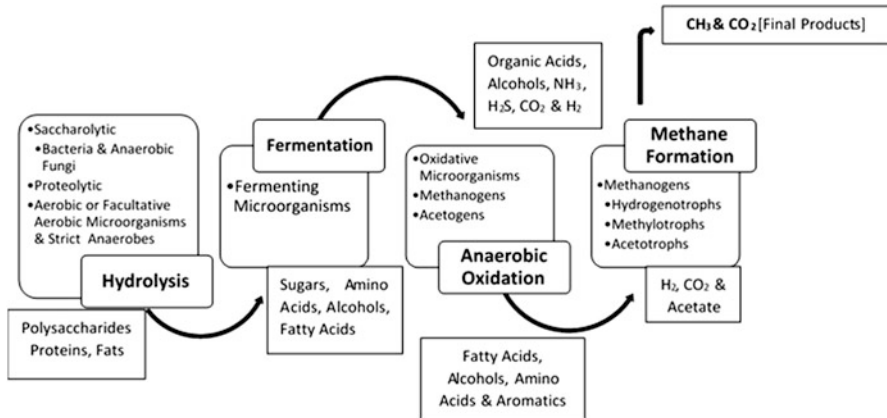 CH₃ & CO₂ [Final Products]
Organic Acids,
Alcohols, NH₃,
H₂S, CO₂ & H₂
•Saccharolytic
•Bacteria & Anaerobic
Fungi
•Proteolytic
•Aerobic or Facultative
Aerobic Microorganisms
& Strict Anaerobes
Hydrolysis
Polysaccharides
Proteins, Fats
Fermentation
•Fermenting
Microorganisms
Sugars, Amino
Acids, Alcohols,
Fatty Acids
•Oxidative
Microorganisms
•Methanogens
•Acetogens
Anaerobic
Oxidation
Fatty Acids,
Alcohols, Amino
Acids & Aromatics
Methane
Formation
•Methanogens
•Hydrogenotrophs
•Methylotrophs
•Acetotrophs
H₂, CO₂ &
Acetate